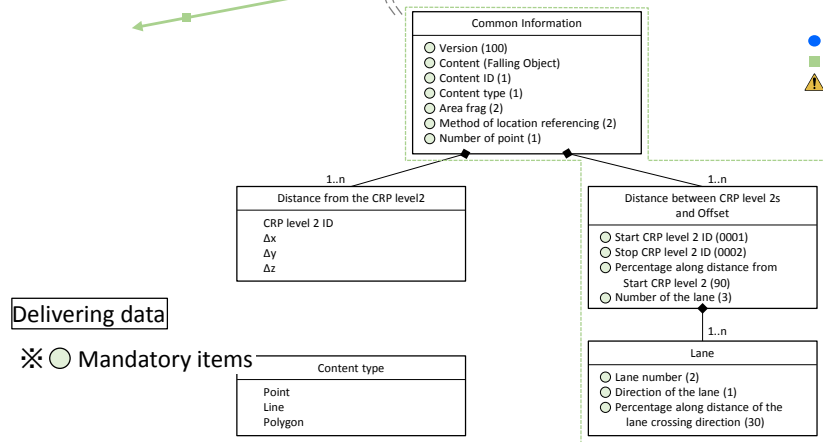 Common Information
Version (100)
Content (Falling Object)
Content ID (1)
Content type (1)
Area frag (2)
Method of location referencing (2)
Number of point (1)
1..n
1..n
Distance from the CRP level2
CRP level 2 ID
Δx
Δy
Δz
Distance between CRP level 2s
and Offset
Start CRP level 2 ID (0001)
Stop CRP level 2 ID (0002)
Percentage along distance from
Start CRP level 2 (90)
Number of the lane (3)
1..n
Delivering data
※ Mandatory items
Content type
Point
Line
Polygon
Lane
Lane number (2)
Direction of the lane (1)
Percentage along distance of the
lane crossing direction (30)